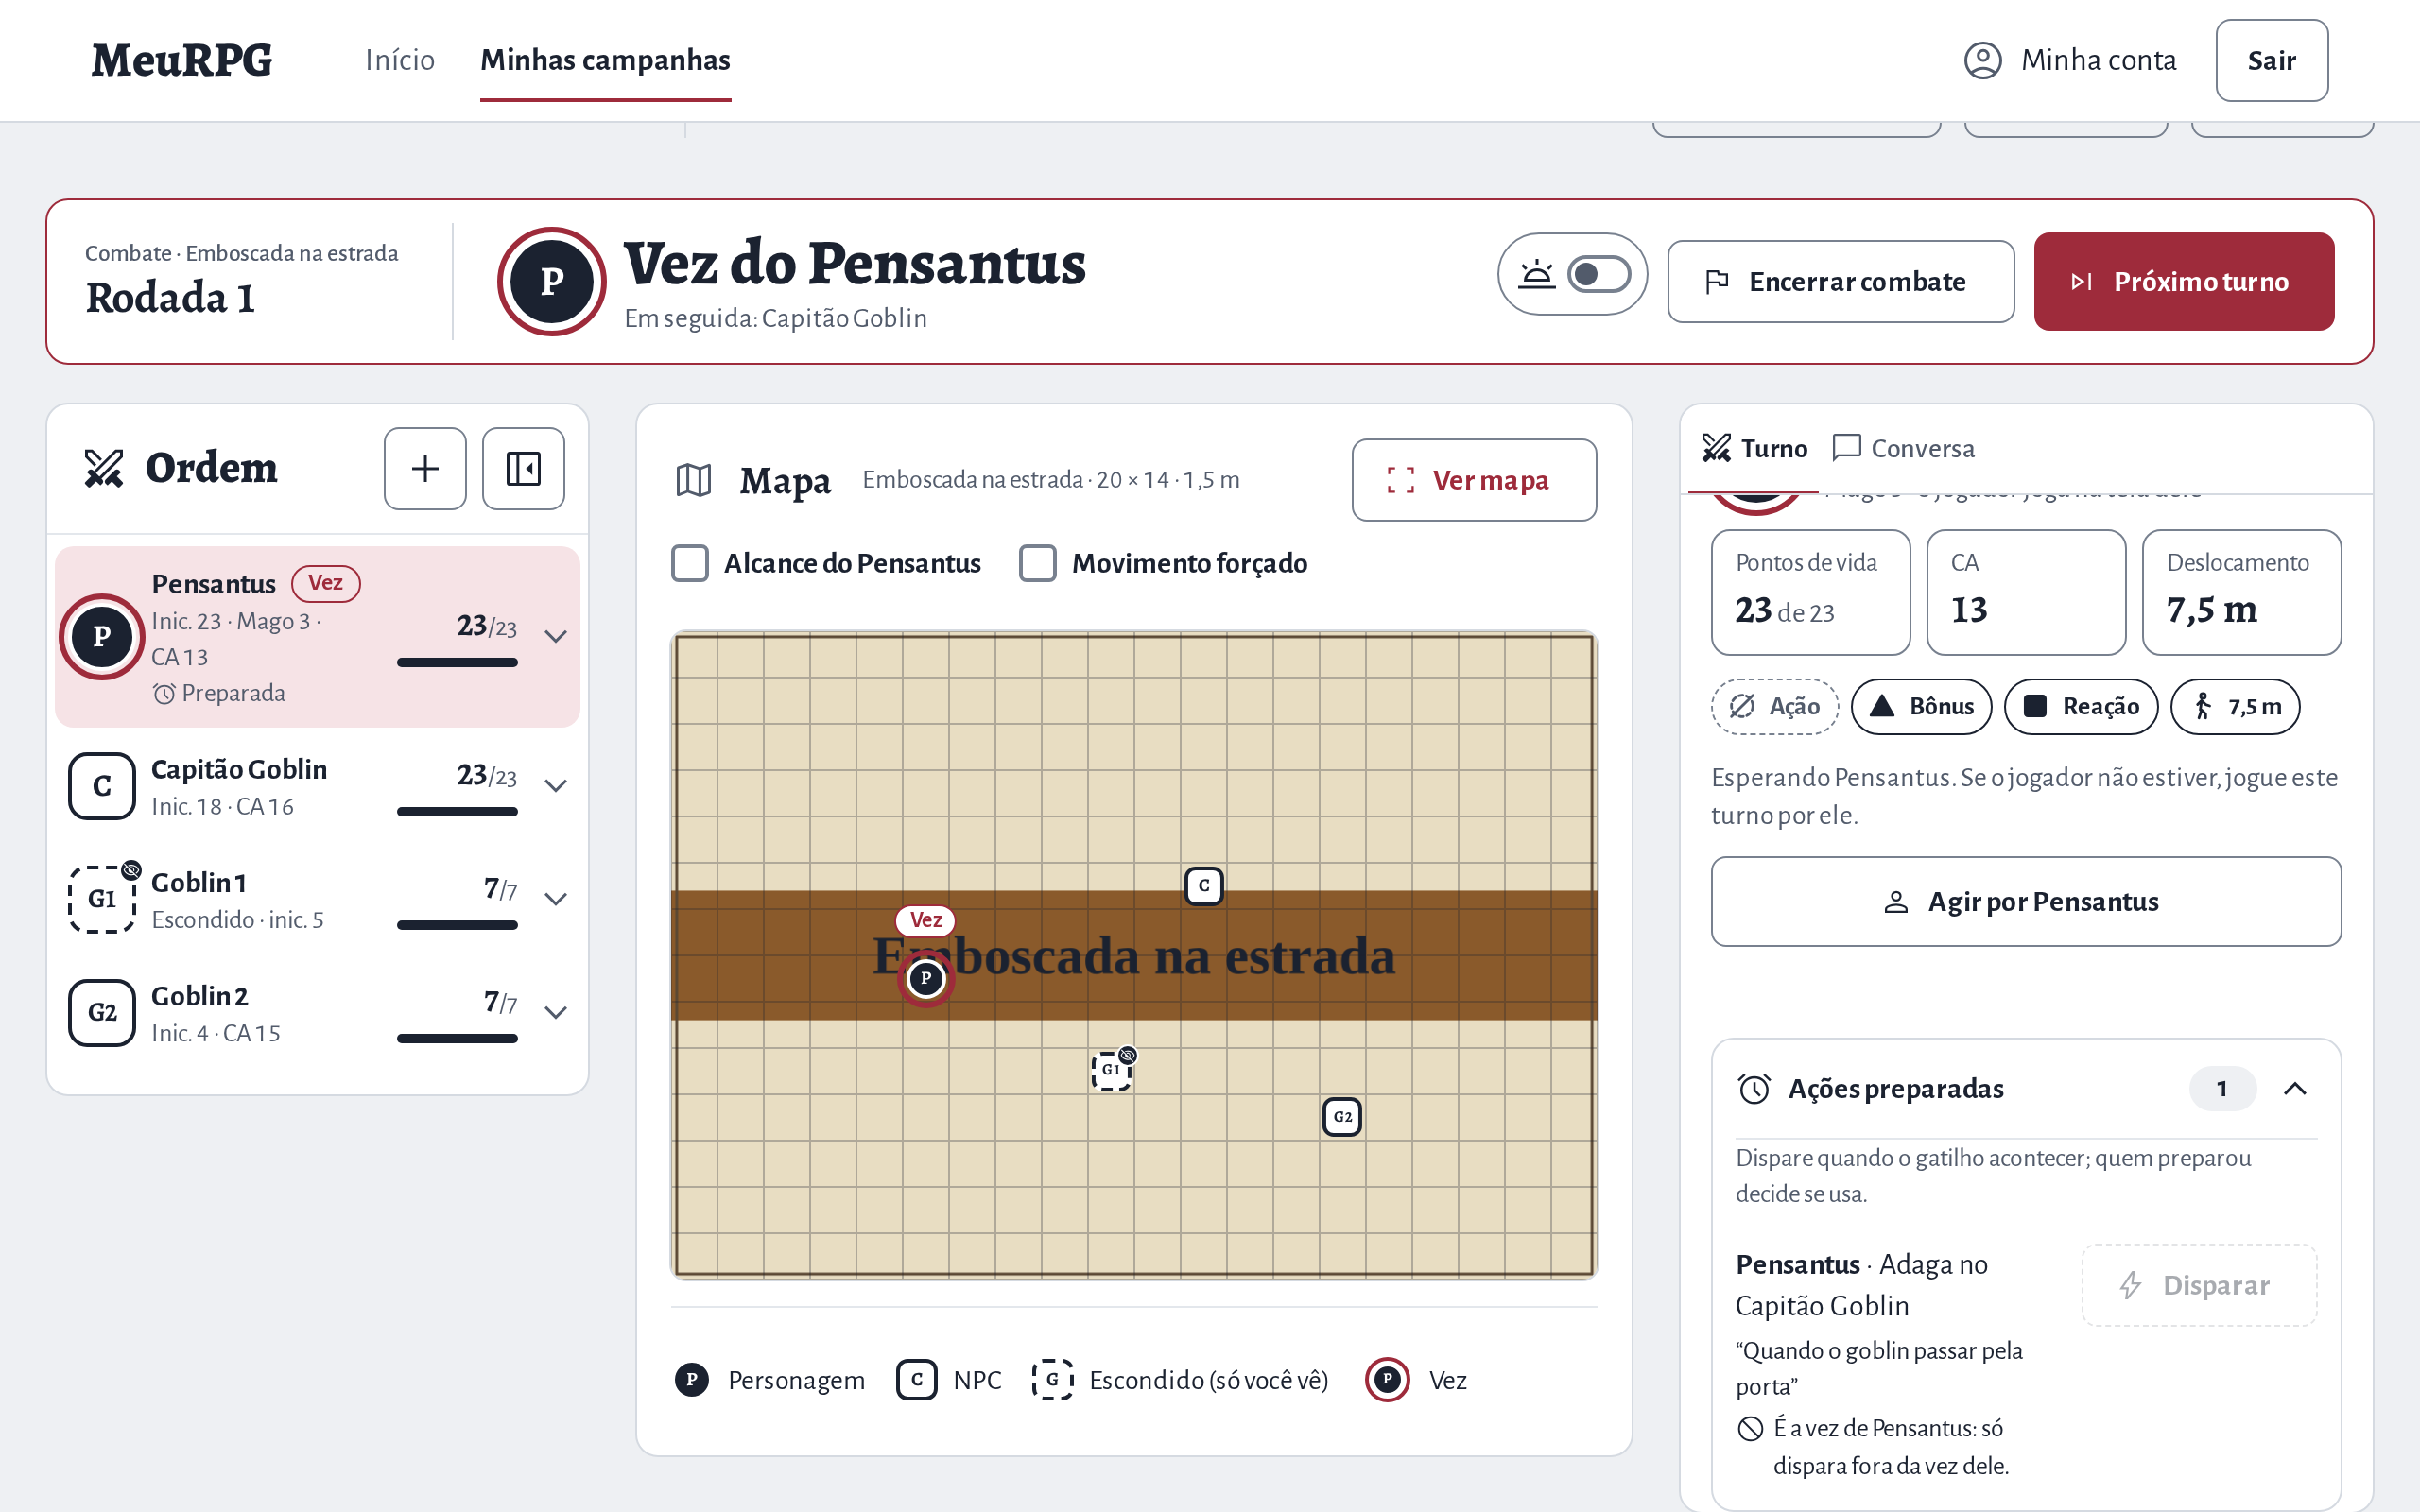 MeuRPG
Início
Minhas campanhas
Minha conta
Sair
Combate · Emboscada na estrada
Rodada 1
P
Vez do Pensantus
Em seguida: Capitão Goblin
Encerrar combate
Próximo turno
Ordem
P
Pensantus
Vez
Inic. 23 · Mago 3 ·
CA 13
Preparada
23/23
C
Capitão Goblin
Inic. 18 · CA 16
23/23
G1
Goblin 1
Escondido · inic. 5
7/7
G2
Goblin 2
Inic. 4 · CA 15
7/7
Mapa
Emboscada na estrada · 20 × 14 · 1,5 m
Ver mapa
Alcance do Pensantus
Movimento forçado
C
Vez
Emboscada na estrada
P
G1
G2
P
Personagem
C
NPC
G
Escondido (só você vê)
P
Vez
Turno
Conversa
Pontos de vida
23 de 23
CA
13
Deslocamento
7,5 m
Ação
Bônus
Reação
7,5 m
Esperando Pensantus. Se o jogador não estiver, jogue este
turno por ele.
Agir por Pensantus
Ações preparadas
1
Dispare quando o gatilho acontecer; quem preparou
decide se usa.
Pensantus · Adaga no
Capitão Goblin
Disparar
“Quando o goblin passar pela
porta”
É a vez de Pensantus: só
dispara fora da vez dele.